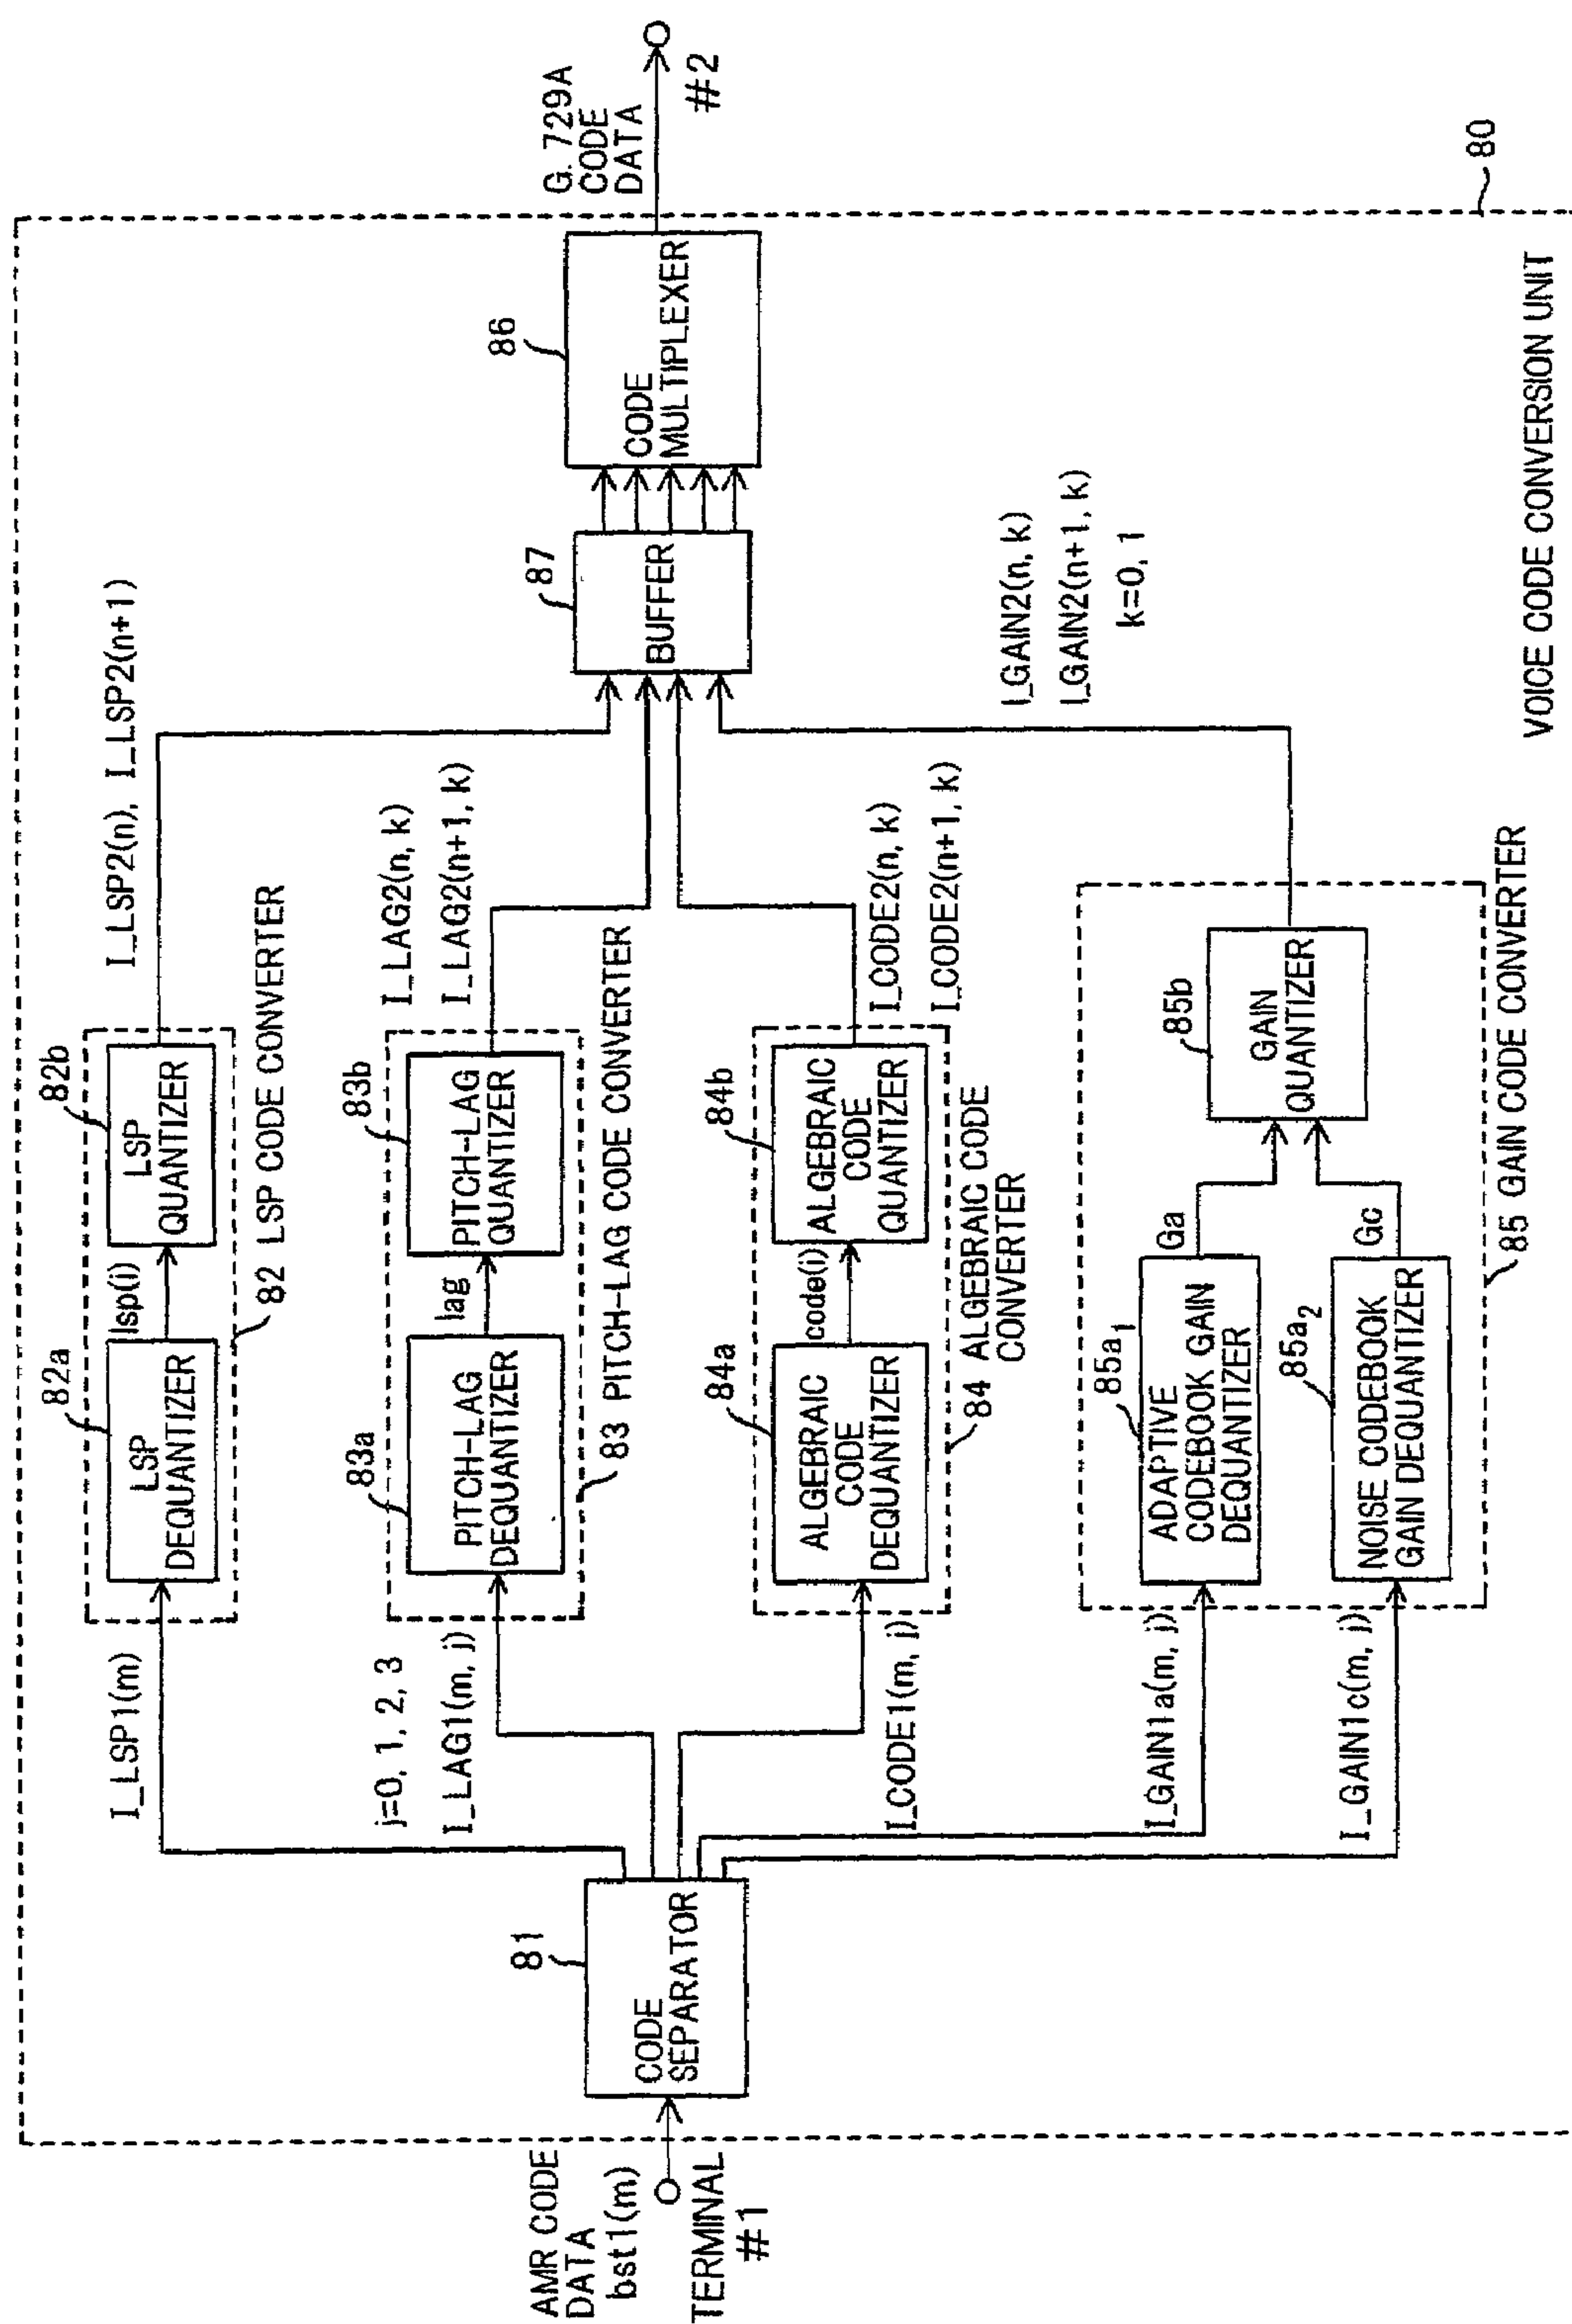 AMR CODE
DATA
bst1(m)
TERMINAL
#1
81
CODE
SEPARATOR
I_LSP1(m)
j=0, 1, 2, 3
I_LAG1(m, j)
I_CODE1(m, j)
I_GAIN1a(m, j)
I_GAIN1c(m, j)
82a
LSP
DEQUANTIZER
lsp(i)
82b
LSP
QUANTIZER
82 LSP CODE CONVERTER
83a
PITCH-LAG
DEQUANTIZER
lag
83b
PITCH-LAG
QUANTIZER
83 PITCH-LAG CODE CONVERTER
84a
ALGEBRAIC
CODE
DEQUANTIZER
code(i)
84b
ALGEBRAIC
CODE
QUANTIZER
84 ALGEBRAIC CODE
CONVERTER
85a1
ADAPTIVE
CODEBOOK GAIN
DEQUANTIZER
Ga
85a2
NOISE CODEBOOK
GAIN DEQUANTIZER
Gc
85b
GAIN
QUANTIZER
85 GAIN CODE CONVERTER
I_LSP2(n), I_LSP2(n+1)
I_LAG2(n, k)
I_LAG2(n+1, k)
I_CODE2(n, k)
I_CODE2(n+1, k)
I_GAIN2(n, k)
I_GAIN2(n+1, k)
k=0, 1
87
BUFFER
86
CODE
MULTIPLEXER
G. 729A
CODE
DATA
#2
80
VOICE CODE CONVERSION UNIT